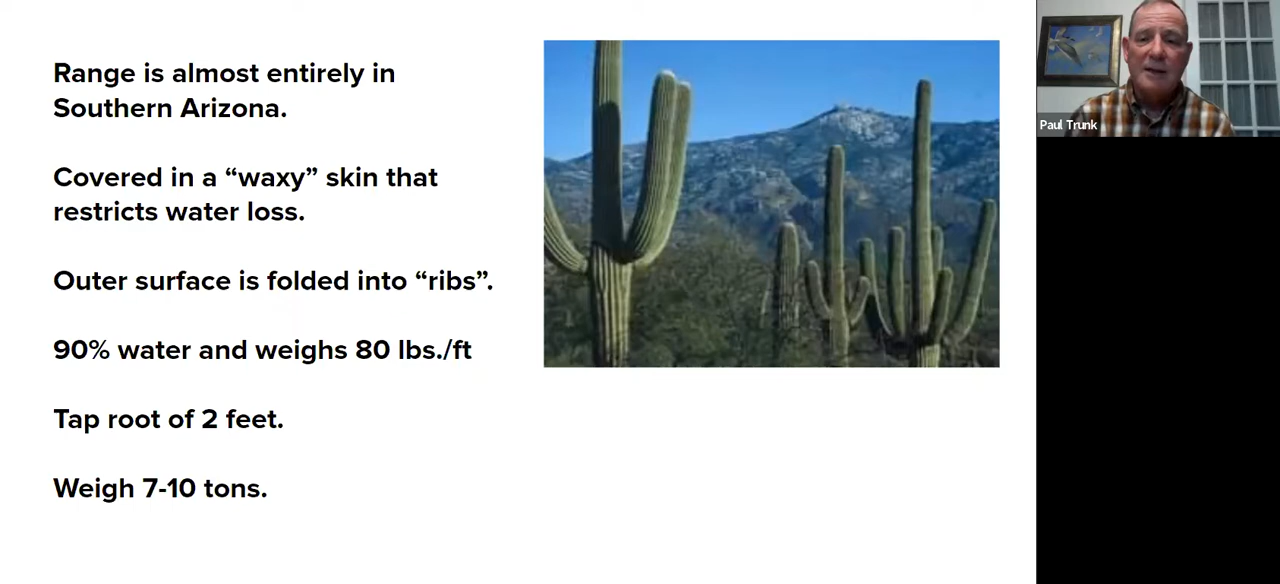 Range is almost entirely in
Southern Arizona.
Covered in a “waxy” skin that
restricts water loss.
Outer surface is folded into “ribs”.
90% water and weighs 80 lbs./ft
Tap root of 2 feet.
Weigh 7-10 tons.
Paul Trunk